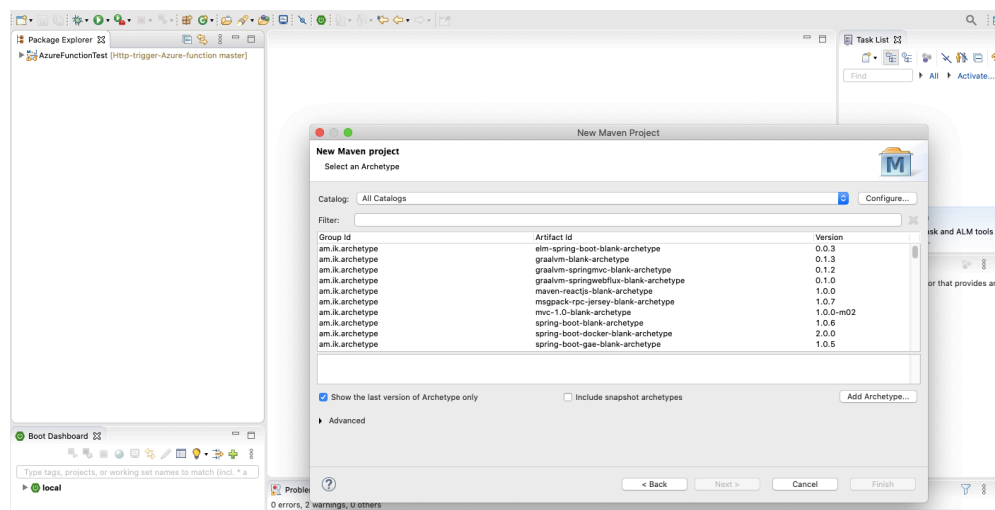 Package Explorer
AzureFunctionTest [Http-trigger-Azure-function master]
Task List
Find
All
Activate...
New Maven Project
New Maven project
Select an Archetype
M
Catalog: All Catalogs Configure...
Filter:
Group Id Artifact Id Version
am.ik.archetype elm-spring-boot-blank-archetype 0.0.3
am.ik.archetype graalvm-blank-archetype 0.1.3
am.ik.archetype graalvm-springmvc-blank-archetype 0.1.2
am.ik.archetype graalvm-springwebflux-blank-archetype 0.1.0
am.ik.archetype maven-reactjs-blank-archetype 1.0.0
am.ik.archetype msgpack-rpc-jersey-blank-archetype 1.0.7
am.ik.archetype mvc-1.0-blank-archetype 1.0.0-m02
am.ik.archetype spring-boot-blank-archetype 1.0.6
am.ik.archetype spring-boot-docker-blank-archetype 2.0.0
am.ik.archetype spring-boot-gae-blank-archetype 1.0.5
Show the last version of Archetype only Include snapshot archetypes Add Archetype...
Advanced
? < Back Next > Cancel Finish
and ALM tools
or that provides
Boot Dashboard
Type tags, projects, or working set names to match (incl. * a
local
Proble
0 errors, 2 warnings, 0 others